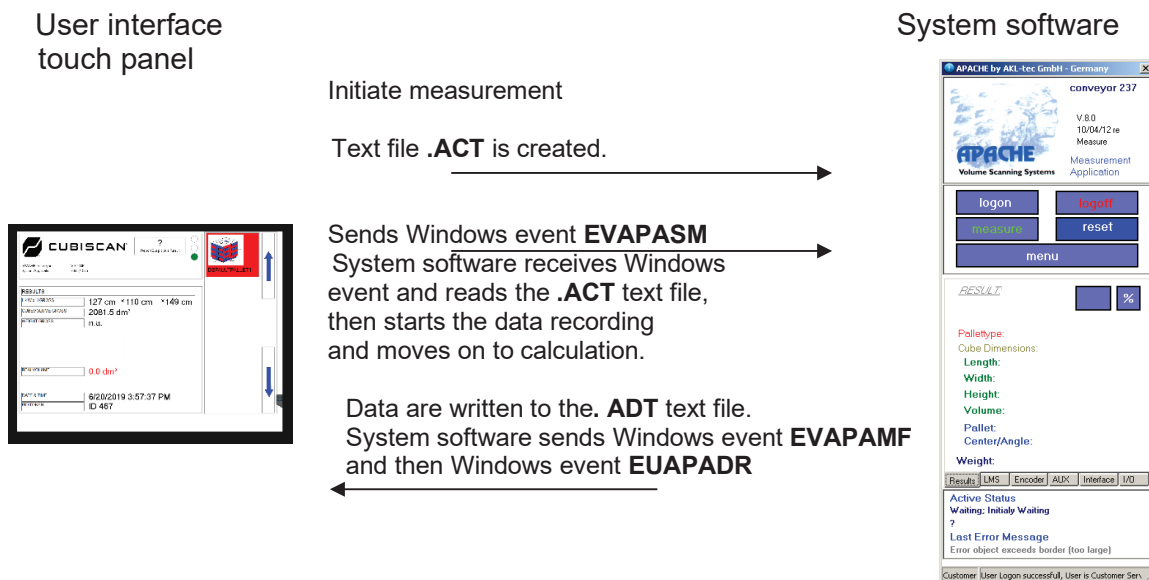 User interface
touch panel
System software
Initiate measurement
Text file .ACT is created.
Sends Windows event EVAPASM
System software receives Windows
event and reads the .ACT text file,
then starts the data recording
and moves on to calculation.
Data are written to the. ADT text file.
System software sends Windows event EVAPAMF
and then Windows event EUAPADR
CUBISCAN
?
DEFAULTPALLET1
RESULTS
127 cm *110 cm *149 cm
2081.5 dm³
n.u.
0.0 dm³
6/20/2019 3:57:37 PM
ID 467
APACHE by AKL-tec GmbH - Germany x
conveyor 237
V.8.0
10/04/12 re
Measure
APACHE
Volume Scanning Systems
Measurement
Application
logon
logoff
measure
reset
menu
RESULT:
%
Pallettype:
Cube Dimensions:
Length:
Width:
Height:
Volume:
Pallet:
Center/Angle:
Weight:
Results LMS Encoder AUX Interface I/O
Active Status
Waiting; Initialy Waiting
?
Last Error Message
Error object exceeds border (too large)
Customer User Logon successfull, User is Customer Serv